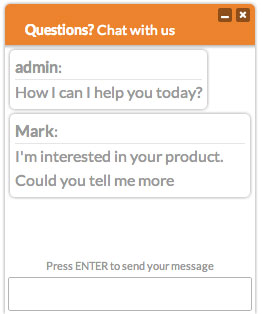 Questions? Chat with us
admin:
How I can I help you today?
Mark:
I'm interested in your product.
Could you tell me more
Press ENTER to send your message